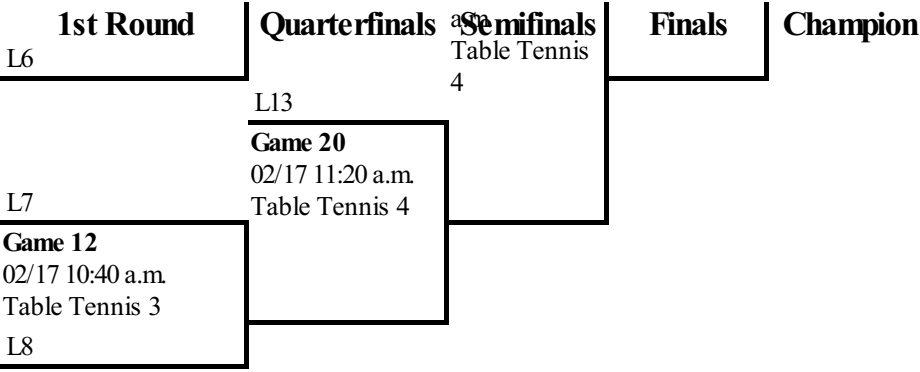 1st Round Quarterfinals Semifinals Finals Champion
a.m.
Table Tennis
4
L6
L13
Game 20
02/17 11:20 a.m.
Table Tennis 4
L7
Game 12
02/17 10:40 a.m.
Table Tennis 3
L8